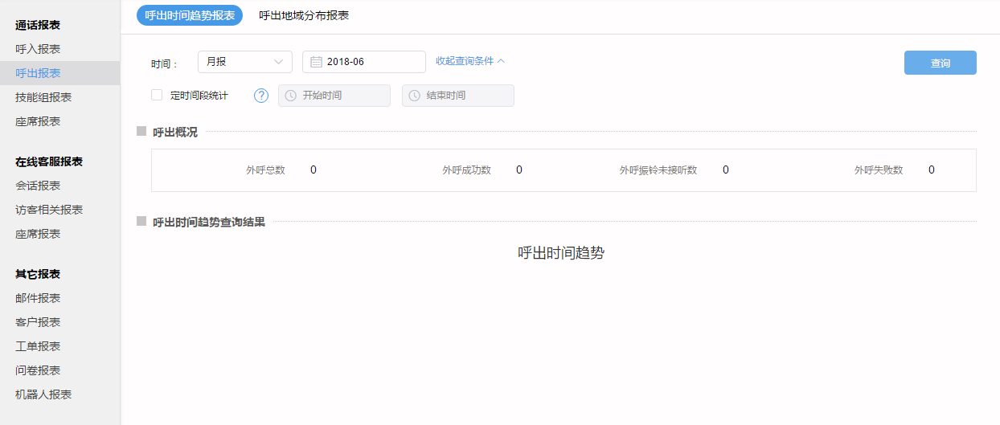 通话报表
呼入报表
呼出报表
技能组报表
座席报表
在线客服报表
会话报表
访客相关报表
座席报表
其它报表
邮件报表
客户报表
工单报表
问卷报表
机器人报表
呼出时间趋势报表 呼出地域分布报表
时间： 月报 2018-06 收起查询条件 查询
定时间段统计 ? 开始时间 结束时间
呼出概况
外呼总数 0 外呼成功数 0 外呼振铃未接听数 0 外呼失败数 0
呼出时间趋势查询结果
呼出时间趋势